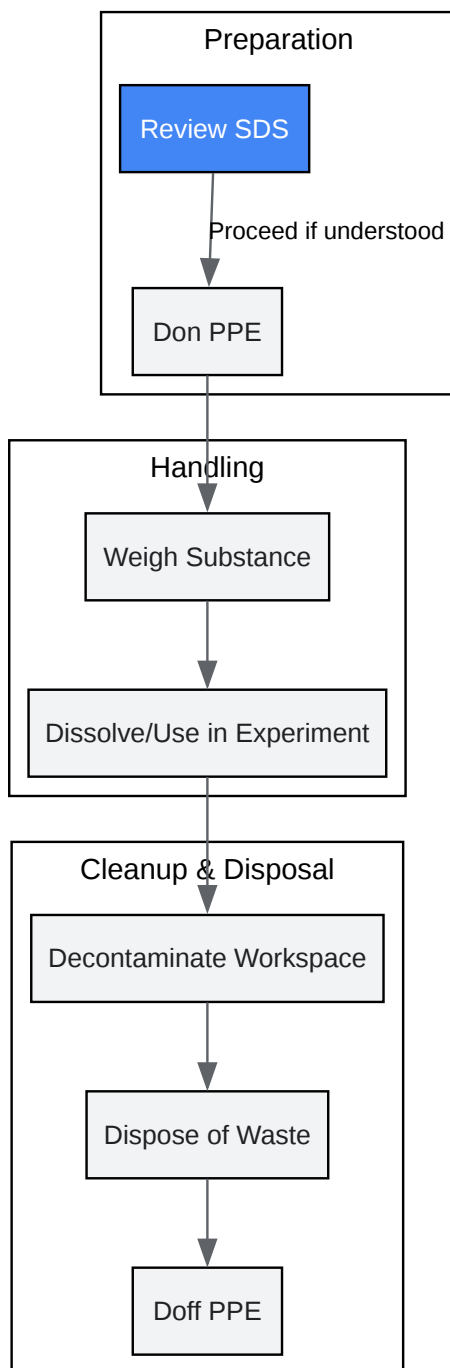 Preparation
Review SDS
Proceed if understood
Don PPE
Handling
Weigh Substance
Dissolve/Use in Experiment
Cleanup & Disposal
Decontaminate Workspace
Dispose of Waste
Doff PPE